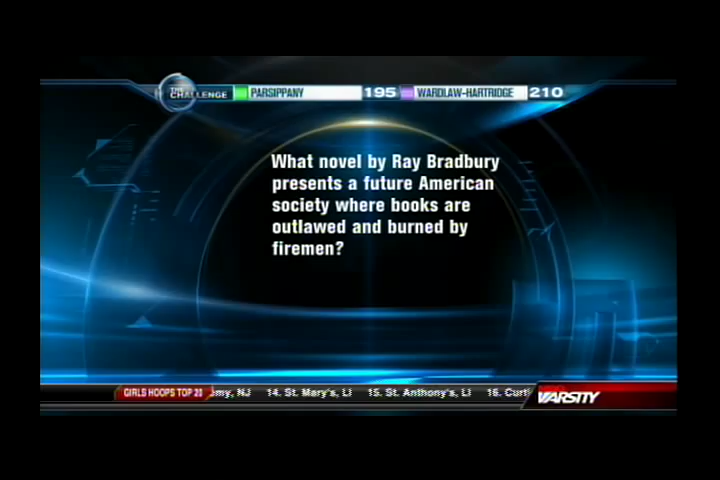 THE
CHALLENGE PARSIPPANY 195 WARDLAW-HARTRIDGE 210
What novel by Ray Bradbury
presents a future American
society where books are
outlawed and burned by
firemen?
GIRLS HOOPS TOP 20 my, NJ 14. St. Mary's, LI 15. St. Anthony's, LI 16. Curti VARSITY